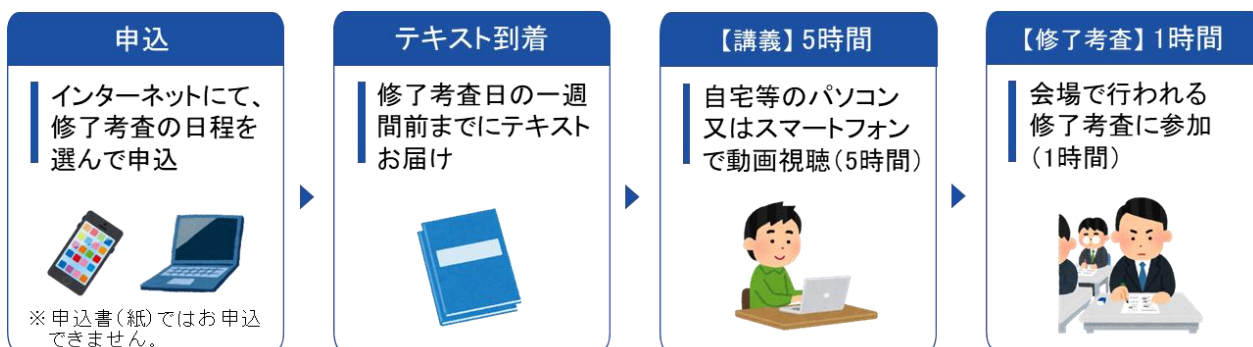 申込
インターネットにて、
修了考査の日程を
選んで申込
※申込書(紙)ではお申込
できません。
テキスト到着
修了考査日の一週
間前までにテキスト
お届け
【講義】5時間
自宅等のパソコン
又はスマートフォン
で動画視聴(5時間)
【修了考査】1時間
会場で行われる
修了考査に参加
(1時間)